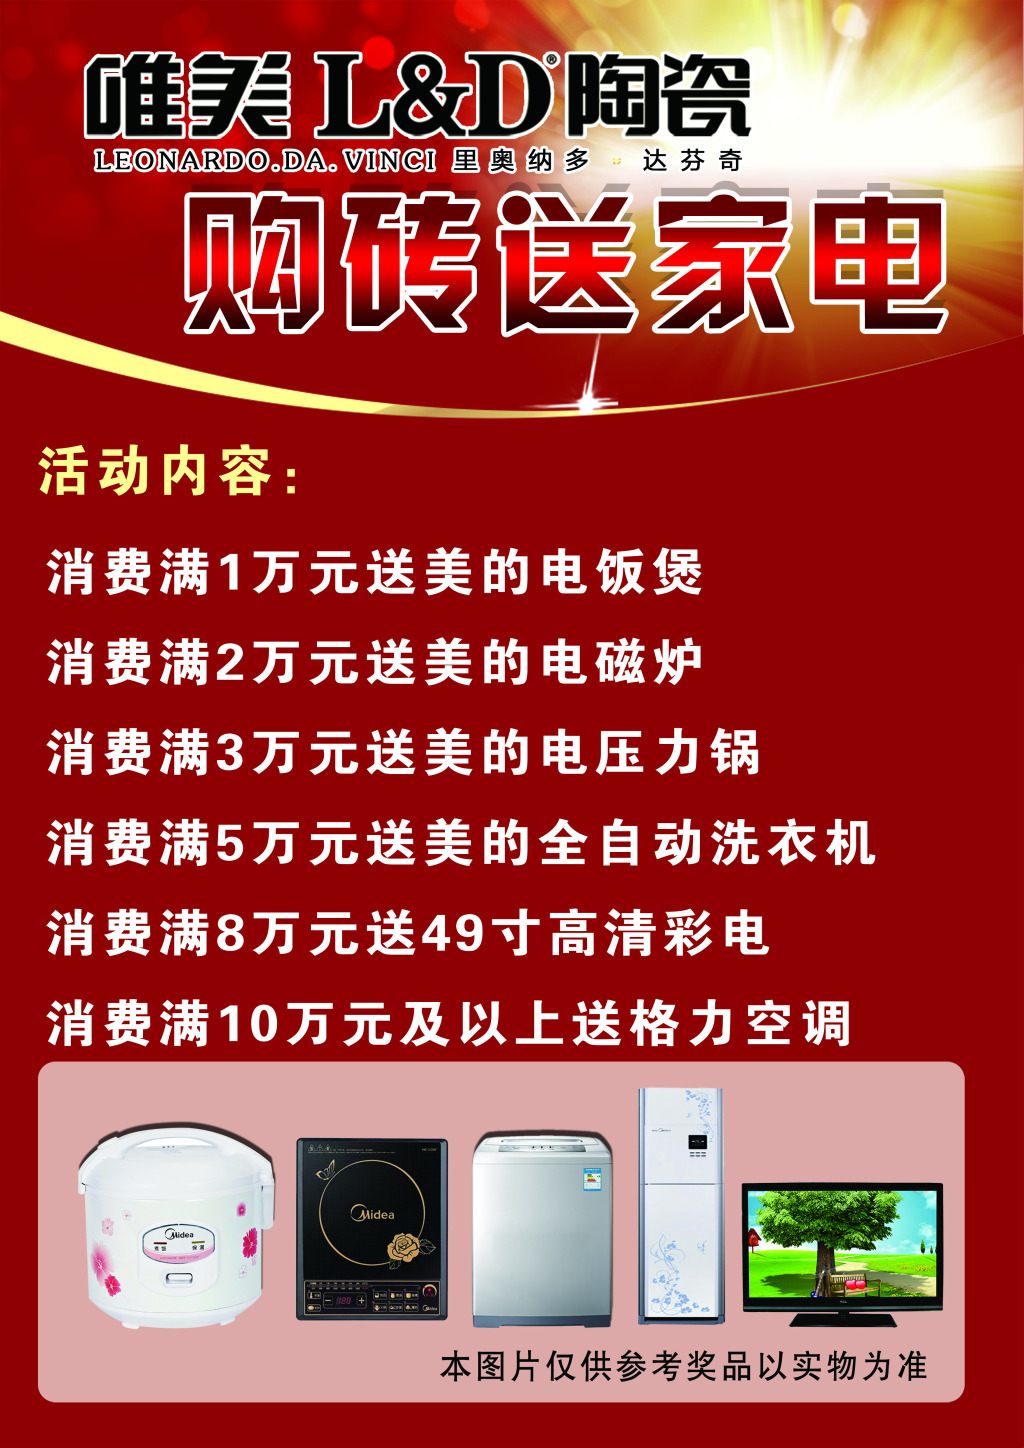 唯美 L&D® 陶瓷
LEONARDO.DA.VINCI 里奥纳多·达芬奇
购砖送家电
活动内容：
消费满1万元送美的电饭煲
消费满2万元送美的电磁炉
消费满3万元送美的电压力锅
消费满5万元送美的全自动洗衣机
消费满8万元送49寸高清彩电
消费满10万元及以上送格力空调
Midea
煮饭 保温
Midea
Midea
本图片仅供参考奖品以实物为准